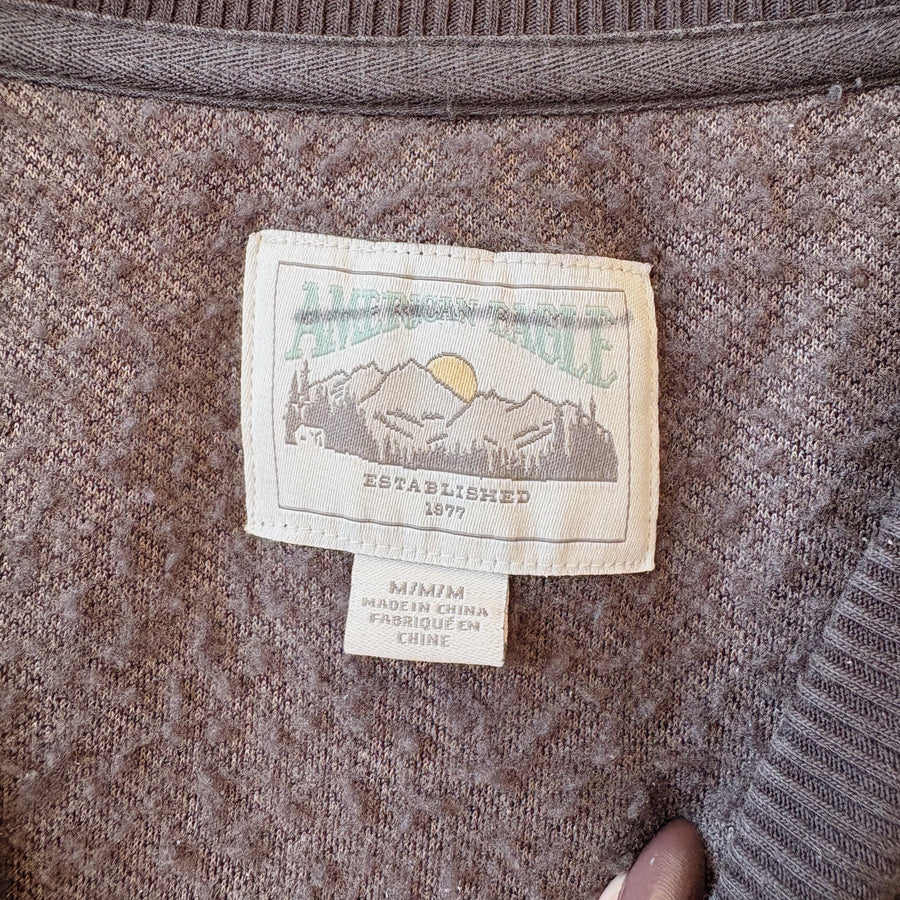 AMERICAN EAGLE
ESTABLISHED
1977
M/M/M
MADE IN CHINA
FABRIQUÉ EN
CHINE